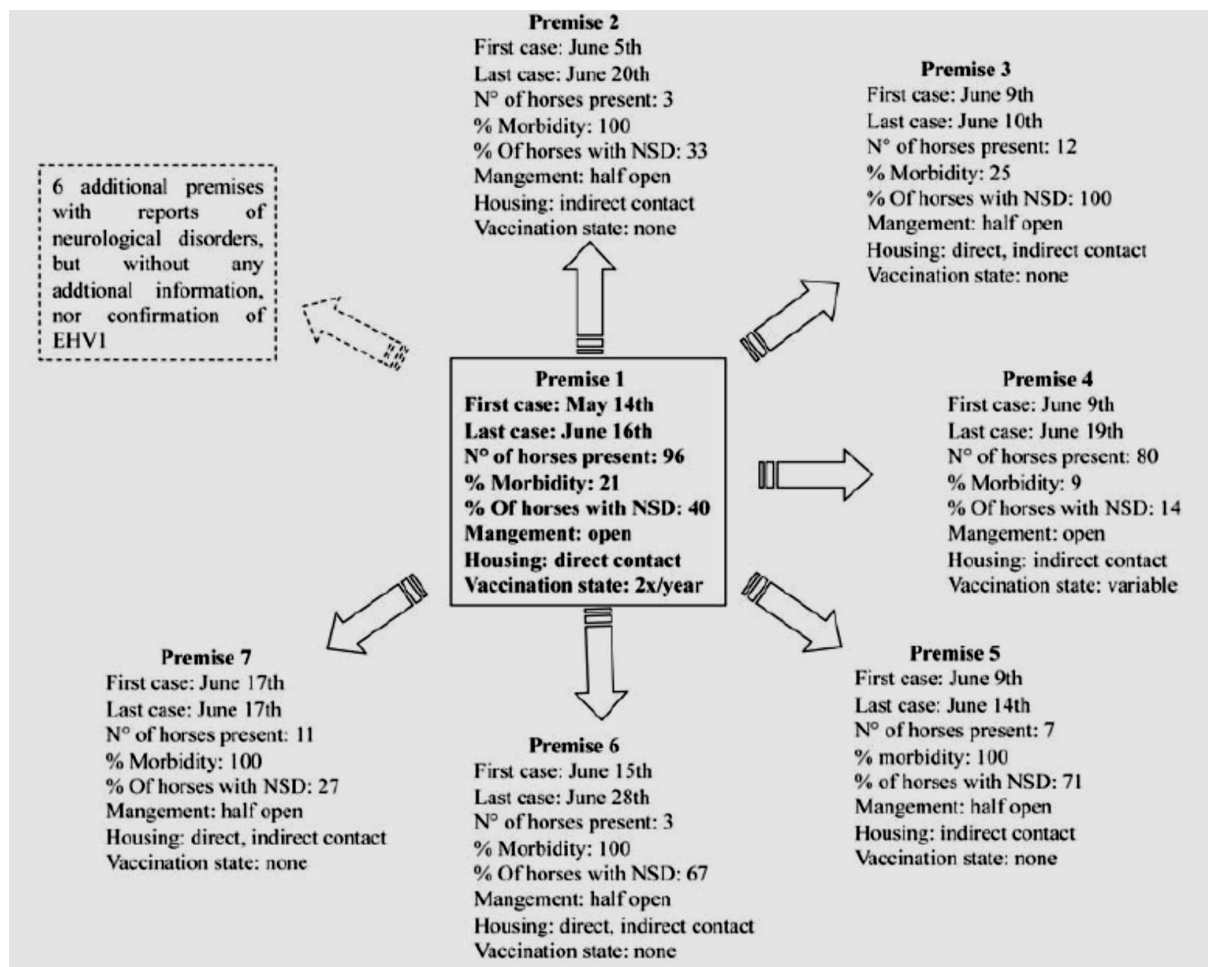 Premise 2
First case: June 5th
Last case: June 20th
N° of horses present: 3
% Morbidity: 100
% Of horses with NSD: 33
Mangement: half open
Housing: indirect contact
Vaccination state: none
Premise 3
First case: June 9th
Last case: June 10th
N° of horses present: 12
% Morbidity: 25
% Of horses with NSD: 100
Mangement: half open
Housing: direct, indirect contact
Vaccination state: none
6 additional premises
with reports of
neurological disorders,
but without any
addtional information,
nor confirmation of
EHV1
Premise 1
First case: May 14th
Last case: June 16th
N° of horses present: 96
% Morbidity: 21
% Of horses with NSD: 40
Mangement: open
Housing: direct contact
Vaccination state: 2x/year
Premise 4
First case: June 9th
Last case: June 19th
N° of horses present: 80
% Morbidity: 9
% Of horses with NSD: 14
Mangement: open
Housing: indirect contact
Vaccination state: variable
Premise 7
First case: June 17th
Last case: June 17th
N° of horses present: 11
% Morbidity: 100
% Of horses with NSD: 27
Mangement: half open
Housing: direct, indirect contact
Vaccination state: none
Premise 6
First case: June 15th
Last case: June 28th
N° of horses present: 3
% Morbidity: 100
% Of horses with NSD: 67
Mangement: half open
Housing: direct, indirect contact
Vaccination state: none
Premise 5
First case: June 9th
Last case: June 14th
N° of horses present: 7
% morbidity: 100
% of horses with NSD: 71
Mangement: half open
Housing: indirect contact
Vaccination state: none